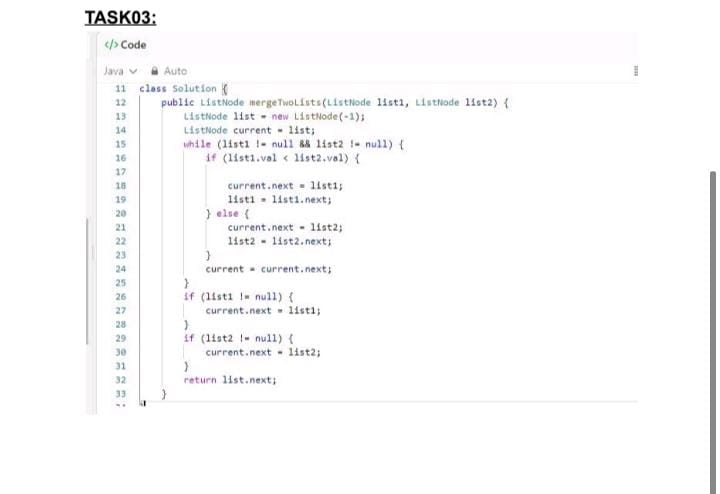 TASK03:
</> Code
Java Auto
11 class Solution {
12 public ListNode mergeTwoLists(ListNode list1, ListNode list2) {
13 ListNode list = new ListNode(-1);
14 ListNode current = list;
15 while (list1 != null && list2 != null) {
16 if (list1.val < list2.val) {
17
18 current.next = list1;
19 list1 = list1.next;
20 } else {
21 current.next = list2;
22 list2 = list2.next;
23 }
24 current = current.next;
25 }
26 if (list1 != null) {
27 current.next = list1;
28 }
29 if (list2 != null) {
30 current.next = list2;
31 }
32 return list.next;
33 }